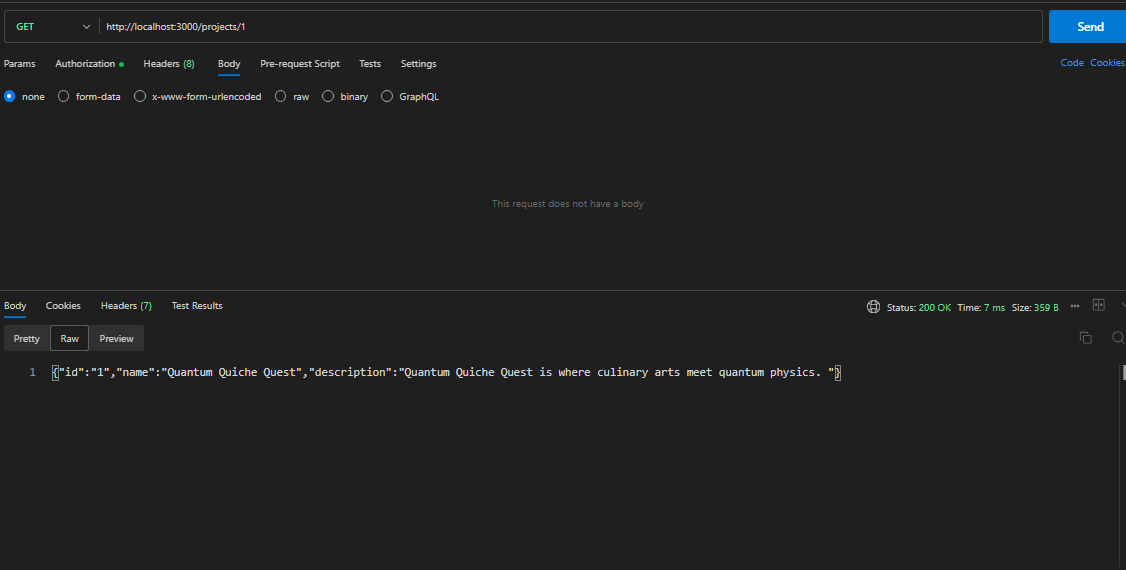 GET http://localhost:3000/projects/1 Send
Params Authorization Headers (8) Body Pre-request Script Tests Settings Code Cookies
none form-data x-www-form-urlencoded raw binary GraphQL
This request does not have a body
Body Cookies Headers (7) Test Results Status: 200 OK Time: 7 ms Size: 359 B
Pretty Raw Preview
1 {"id":"1","name":"Quantum Quiche Quest","description":"Quantum Quiche Quest is where culinary arts meet quantum physics. "}